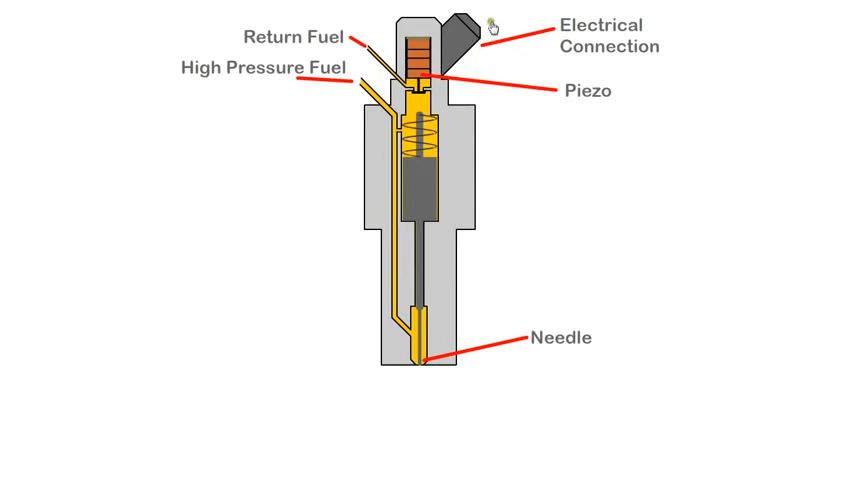 Return Fuel
High Pressure Fuel
Electrical
Connection
Piezo
Needle